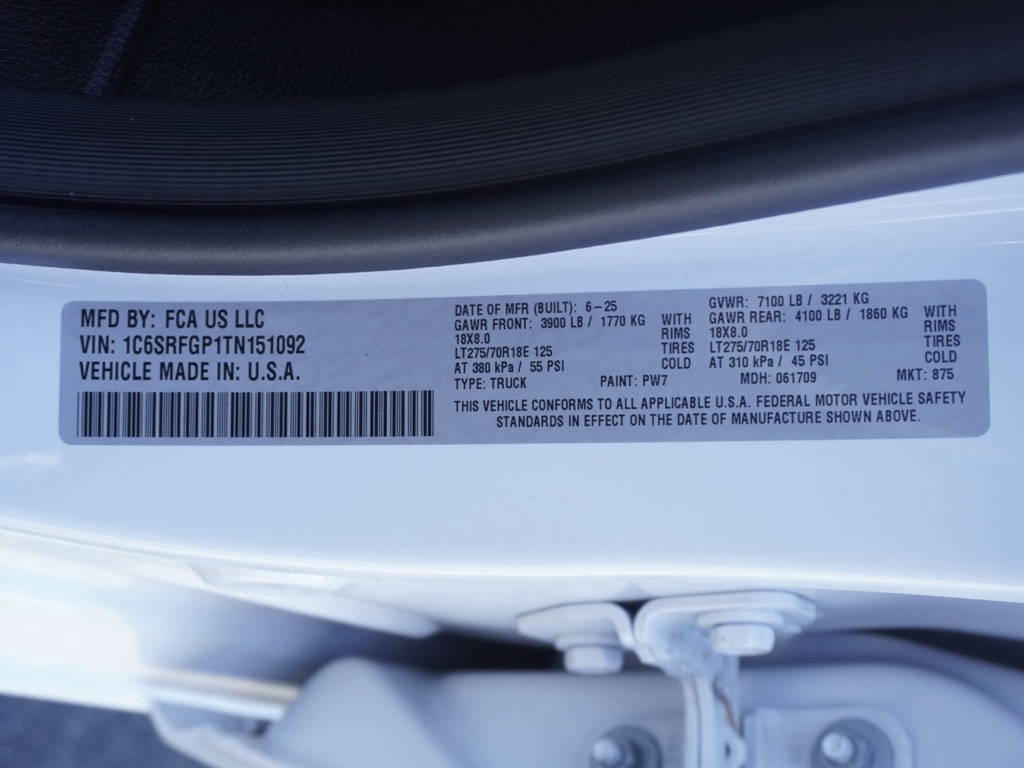 MFD BY: FCA US LLC
VIN: 1C6SRFGP1TN151092
VEHICLE MADE IN: U.S.A.
DATE OF MFR (BUILT): 6-25
GAWR FRONT: 3900 LB / 1770 KG
18X8.0
LT275/70R18E 125
AT 380 kPa / 55 PSI
WITH
RIMS
TIRES
COLD
TYPE: TRUCK PAINT: PW7
GVWR: 7100 LB / 3221 KG
GAWR REAR: 4100 LB / 1860 KG
18X8.0
LT275/70R18E 125
AT 310 kPa / 45 PSI
WITH
RIMS
TIRES
COLD
MDH: 061709 MKT: 875
THIS VEHICLE CONFORMS TO ALL APPLICABLE U.S.A. FEDERAL MOTOR VEHICLE SAFETY
STANDARDS IN EFFECT ON THE DATE OF MANUFACTURE SHOWN ABOVE.